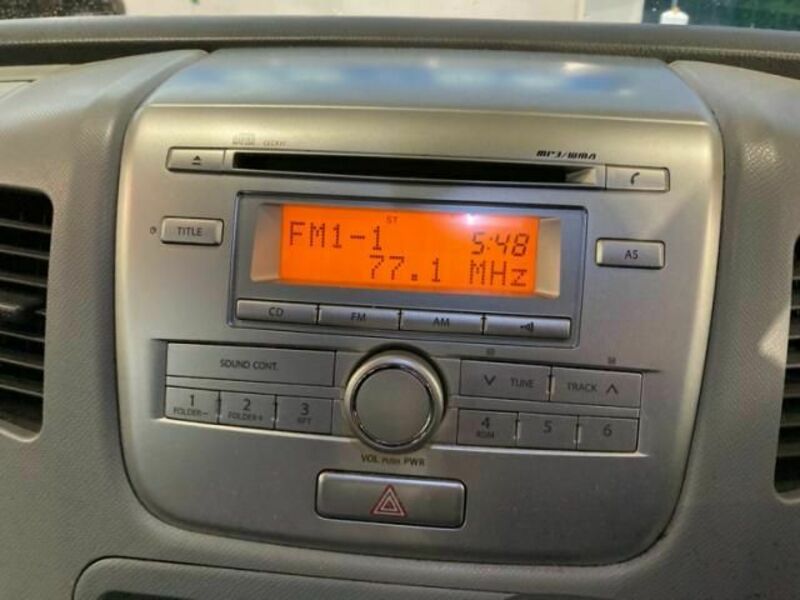 MP3/WMA
TITLE
ST
FM1-1 5:48
77.1 MHz
AS
CD FM AM
SOUND CONT.
TUNE TRACK
1 2 3 4 5 6
FOLDER- FOLDER+ RPT RDM
VOL PUSH PWR